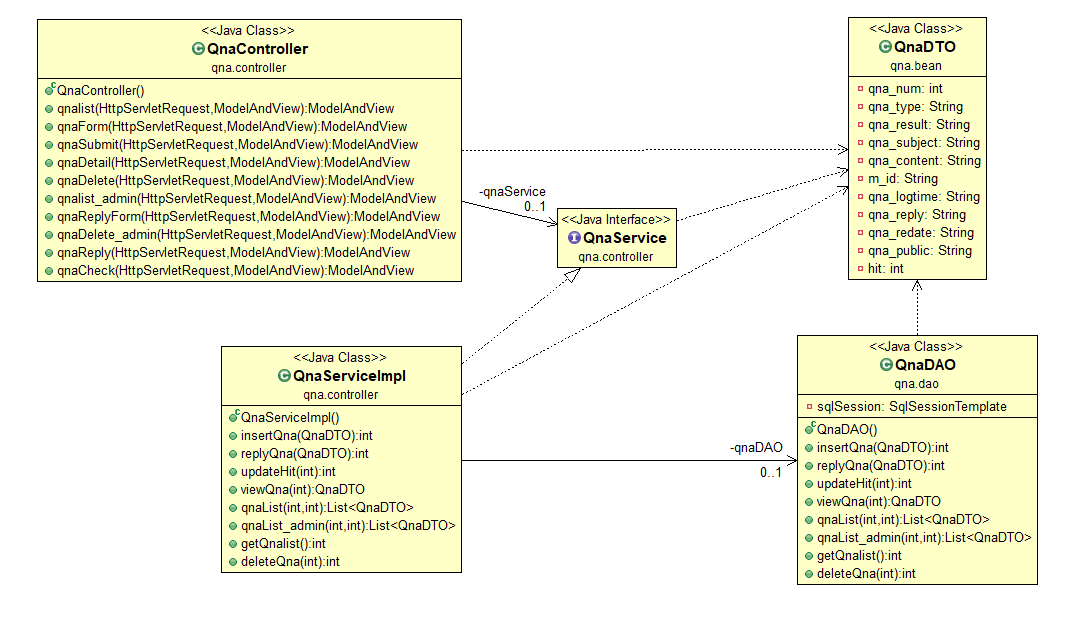 <<Java Class>>
QnaController
qna.controller
QnaController()
qnalist(HttpServletRequest,ModelAndView):ModelAndView
qnaForm(HttpServletRequest,ModelAndView):ModelAndView
qnaSubmit(HttpServletRequest,ModelAndView):ModelAndView
qnaDetail(HttpServletRequest,ModelAndView):ModelAndView
qnaDelete(HttpServletRequest,ModelAndView):ModelAndView
qnalist_admin(HttpServletRequest,ModelAndView):ModelAndView
qnaReplyForm(HttpServletRequest,ModelAndView):ModelAndView
qnaDelete_admin(HttpServletRequest,ModelAndView):ModelAndView
qnaReply(HttpServletRequest,ModelAndView):ModelAndView
qnaCheck(HttpServletRequest,ModelAndView):ModelAndView
-qnaService
0..1
<<Java Interface>>
QnaService
qna.controller
<<Java Class>>
QnaDTO
qna.bean
qna_num: int
qna_type: String
qna_result: String
qna_subject: String
qna_content: String
m_id: String
qna_logtime: String
qna_reply: String
qna_redate: String
qna_public: String
hit: int
<<Java Class>>
QnaServiceImpl
qna.controller
QnaServiceImpl()
insertQna(QnaDTO):int
replyQna(QnaDTO):int
updateHit(int):int
viewQna(int):QnaDTO
qnaList(int,int):List<QnaDTO>
qnaList_admin(int,int):List<QnaDTO>
getQnalist():int
deleteQna(int):int
-qnaDAO
0..1
<<Java Class>>
QnaDAO
qna.dao
sqlSession: SqlSessionTemplate
QnaDAO()
insertQna(QnaDTO):int
replyQna(QnaDTO):int
updateHit(int):int
viewQna(int):QnaDTO
qnaList(int,int):List<QnaDTO>
qnaList_admin(int,int):List<QnaDTO>
getQnalist():int
deleteQna(int):int